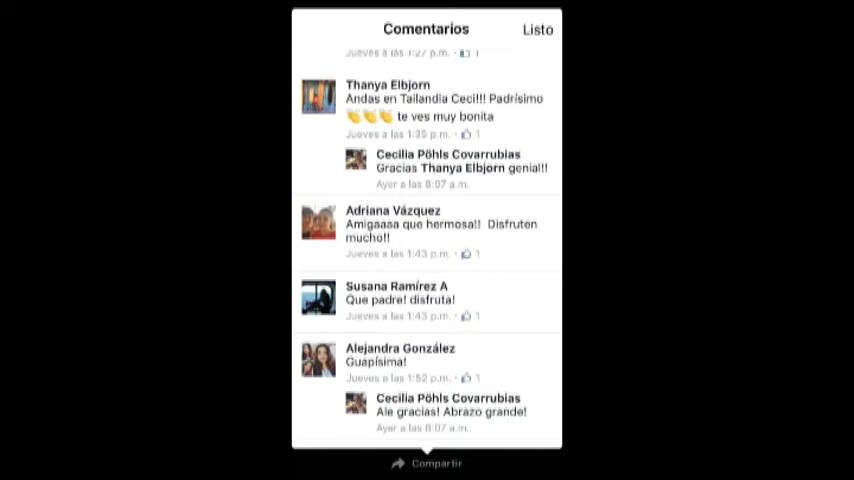 Comentarios
Listo
Jueves a las 1:27 p.m. · 1
Thanya Elbjorn
Andas en Tailandia Ceci!!! Padrísimo
👏👏👏 te ves muy bonita
Jueves a las 1:35 p.m. · 1
Cecilia Pöhls Covarrubias
Gracias Thanya Elbjorn genial!!
Ayer a las 8:07 a.m.
Adriana Vázquez
Amigaaaa que hermosa!! Disfruten
mucho!!
Jueves a las 1:43 p.m. · 1
Susana Ramírez A
Que padre! disfruta!
Jueves a las 1:43 p.m. · 1
Alejandra González
Guapísima!
Jueves a las 1:52 p.m. · 1
Cecilia Pöhls Covarrubias
Ale gracias! Abrazo grande!
Ayer a las 8:07 a.m.
Compartir